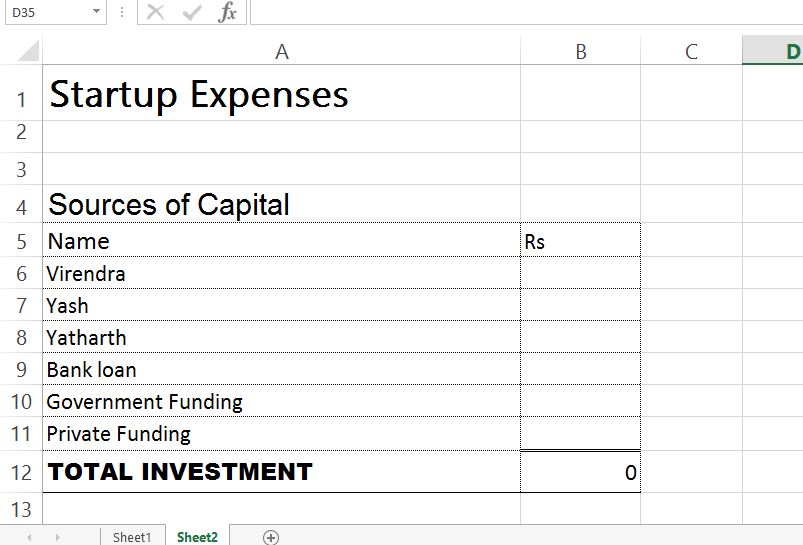 D35 fx
A B C D
1 Startup Expenses
2
3
4 Sources of Capital
5 Name Rs
6 Virendra
7 Yash
8 Yatharth
9 Bank loan
10 Government Funding
11 Private Funding
12 TOTAL INVESTMENT 0
13
Sheet1 Sheet2